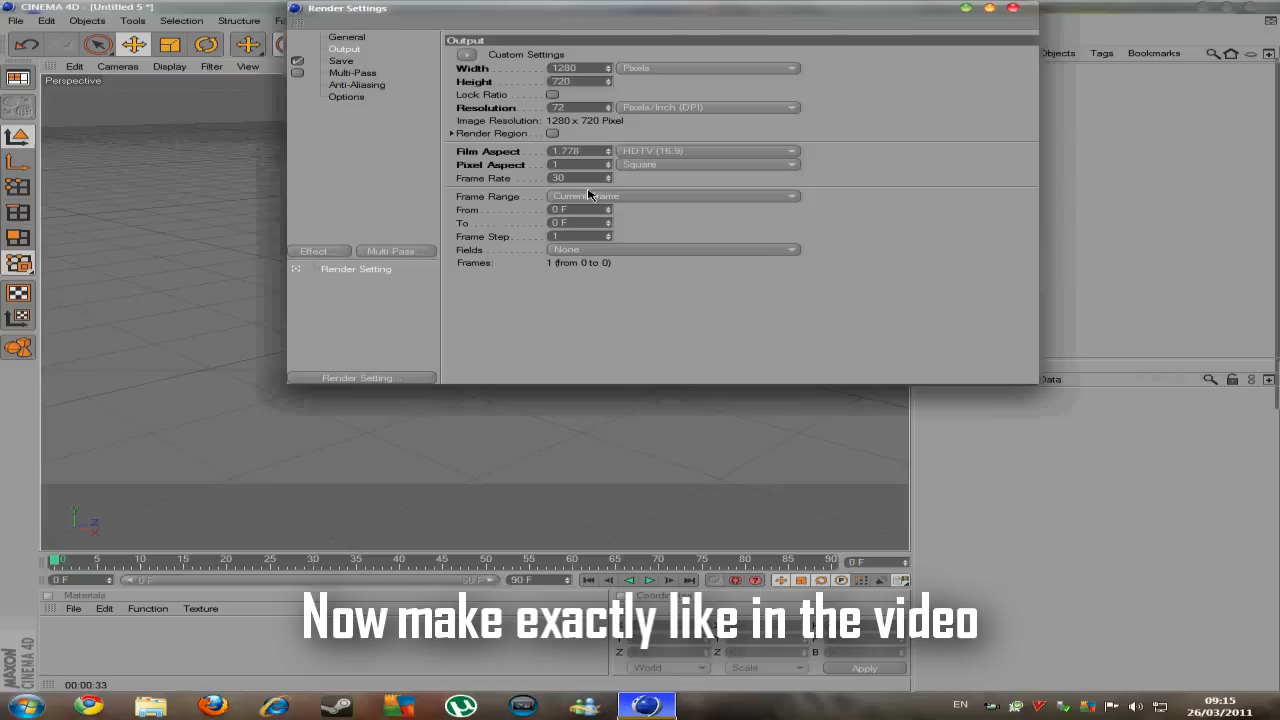 CINEMA 4D - [Untitled 5 *]
Render Settings
File Edit Objects Tools Selection Structure
Edit Cameras Display Filter View
Perspective
General
Output
Save
Multi-Pass
Anti-Aliasing
Options
Effect... Multi-Pass...
Render Setting
Render Setting...
Output
Custom Settings
Width 1280 Pixels
Height 720
Lock Ratio
Resolution 72 Pixels/Inch (DPI)
Image Resolution: 1280 x 720 Pixel
Render Region
Film Aspect 1.778 HDTV (16:9)
Pixel Aspect 1 Square
Frame Rate 30
Frame Range Current Frame
From 0 F
To 0 F
Frame Step 1
Fields None
Frames: 1 (from 0 to 0)
Objects Tags Bookmarks
Data
Y
Z
X
0 5 10 15 20 25 30 35 40 45 50 55 60 65 70 75 80 85 90 0 F
0 F 0 F 90 F 90 F
Materials
File Edit Function Texture
Now make exactly like in the video
Z Z B
World Scale Apply
MAXON CINEMA 4D
00:00:33
EN
09:15
26/03/2011